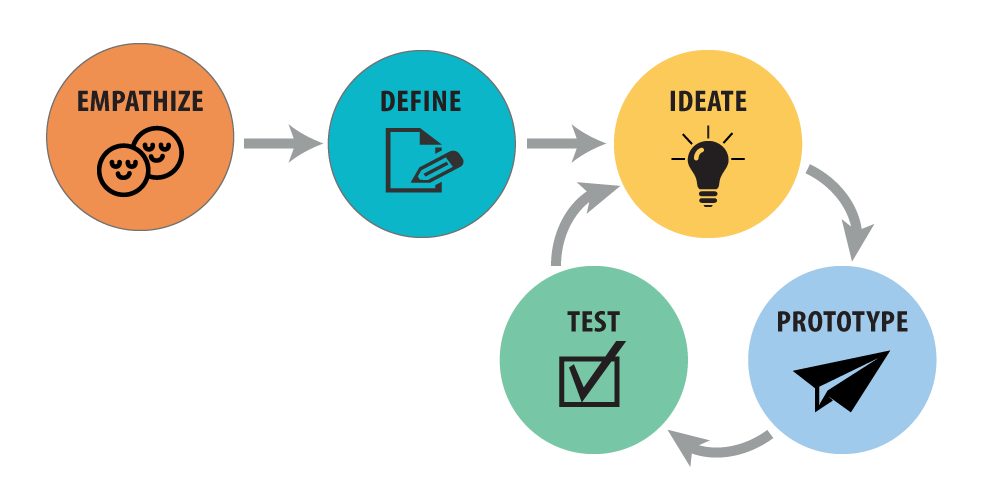 EMPATHIZE
DEFINE
IDEATE
PROTOTYPE
TEST